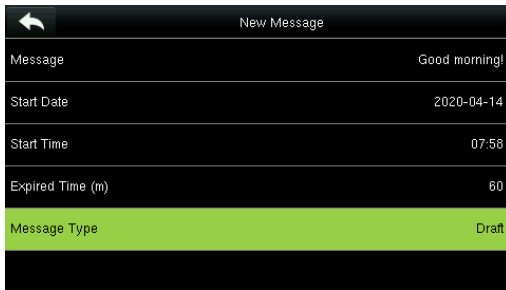 New Message
Message Good morning!
Start Date 2020-04-14
Start Time 07:58
Expired Time (m) 60
Message Type Draft